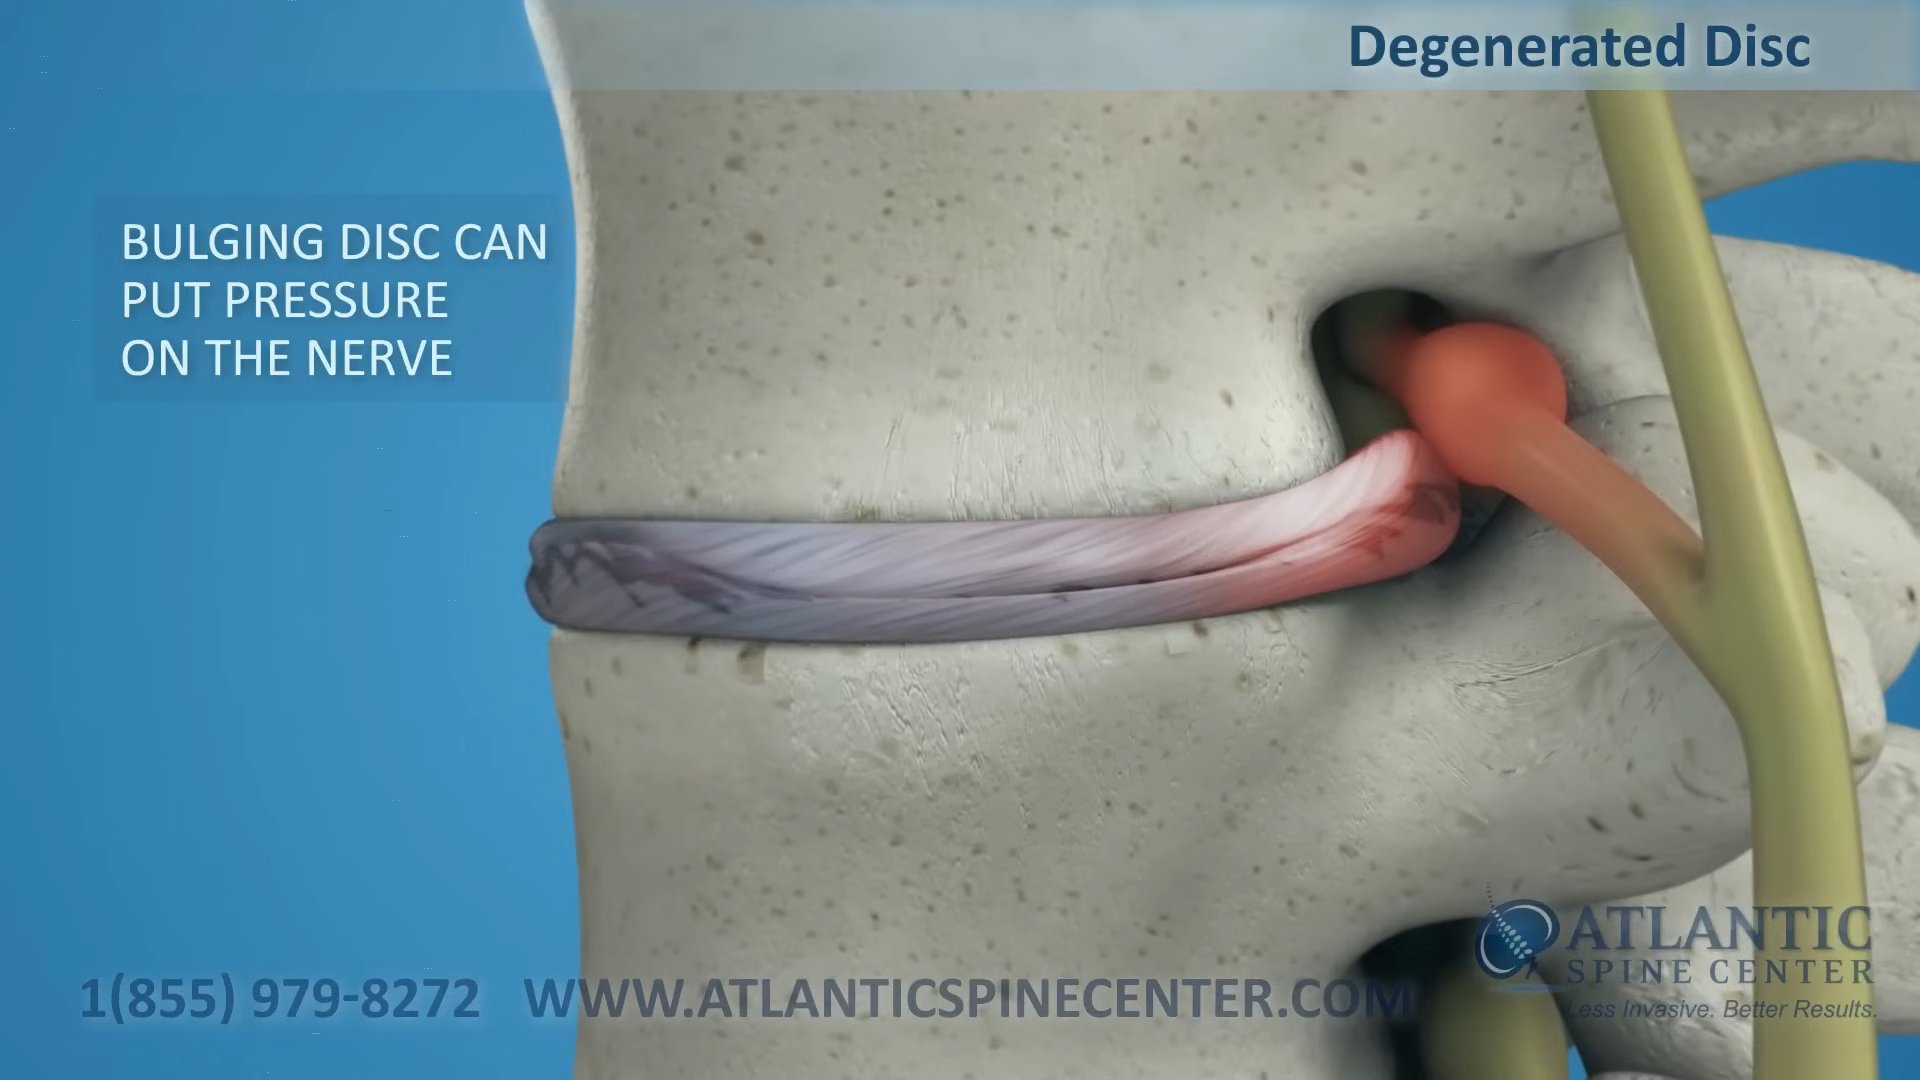 Degenerated Disc
BULGING DISC CAN
PUT PRESSURE
ON THE NERVE
ATLANTIC
SPINE CENTER
Less Invasive. Better Results.
1(855) 979-8272 WWW.ATLANTICSPINECENTER.COM